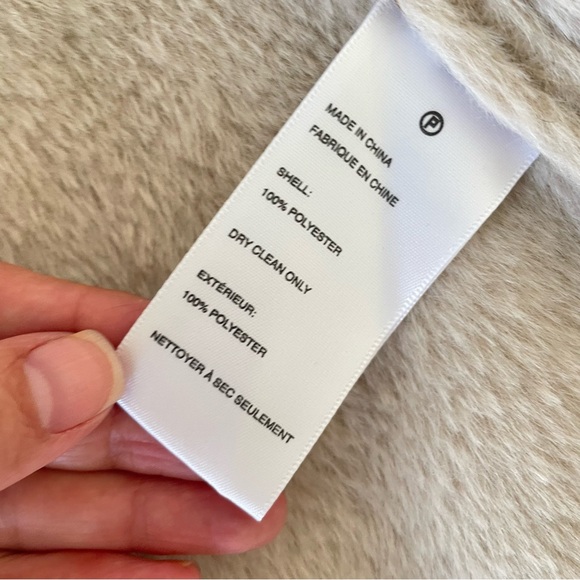 P
MADE IN CHINA
FABRIQUE EN CHINE
SHELL:
100% POLYESTER
DRY CLEAN ONLY
EXTÉRIEUR:
100% POLYESTER
NETTOYER À SEC SEULEMENT